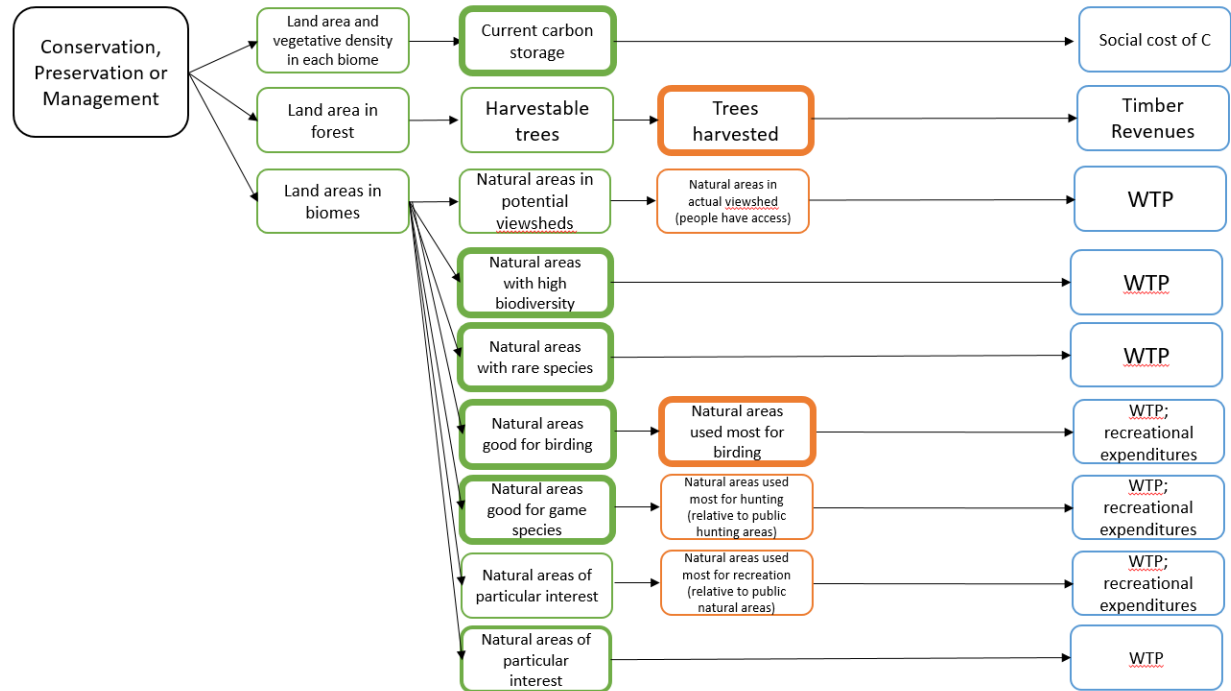 Conservation,
Preservation or
Management
Land area and
vegetative density
in each biome
Current carbon
storage
Social cost of C
Land area in
forest
Harvestable
trees
Trees
harvested
Timber
Revenues
Land areas in
biomes
Natural areas in
potential
viewsheds
Natural areas in
actual viewshed
(people have access)
WTP
Natural areas
with high
biodiversity
WTP
Natural areas
with rare species
WTP
Natural areas
good for birding
Natural areas
used most for
birding
WTP;
recreational
expenditures
Natural areas
good for game
species
Natural areas used
most for hunting
(relative to public
hunting areas)
WTP;
recreational
expenditures
Natural areas of
particular interest
Natural areas used
most for recreation
(relative to public
natural areas)
WTP;
recreational
expenditures
Natural areas of
particular
interest
WTP